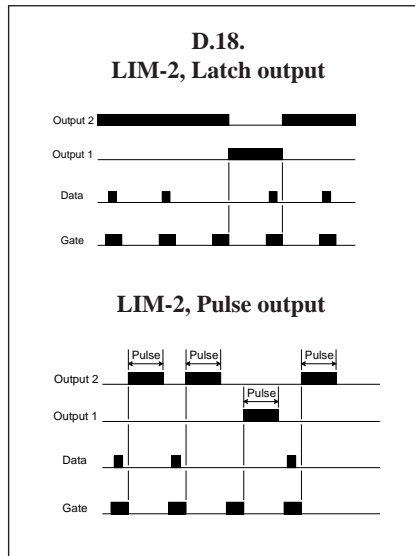 D.18.
LIM-2, Latch output
Output 2
Output 1
Data
Gate
LIM-2, Pulse output
Pulse Pulse Pulse
Output 2
Pulse
Output 1
Data
Gate